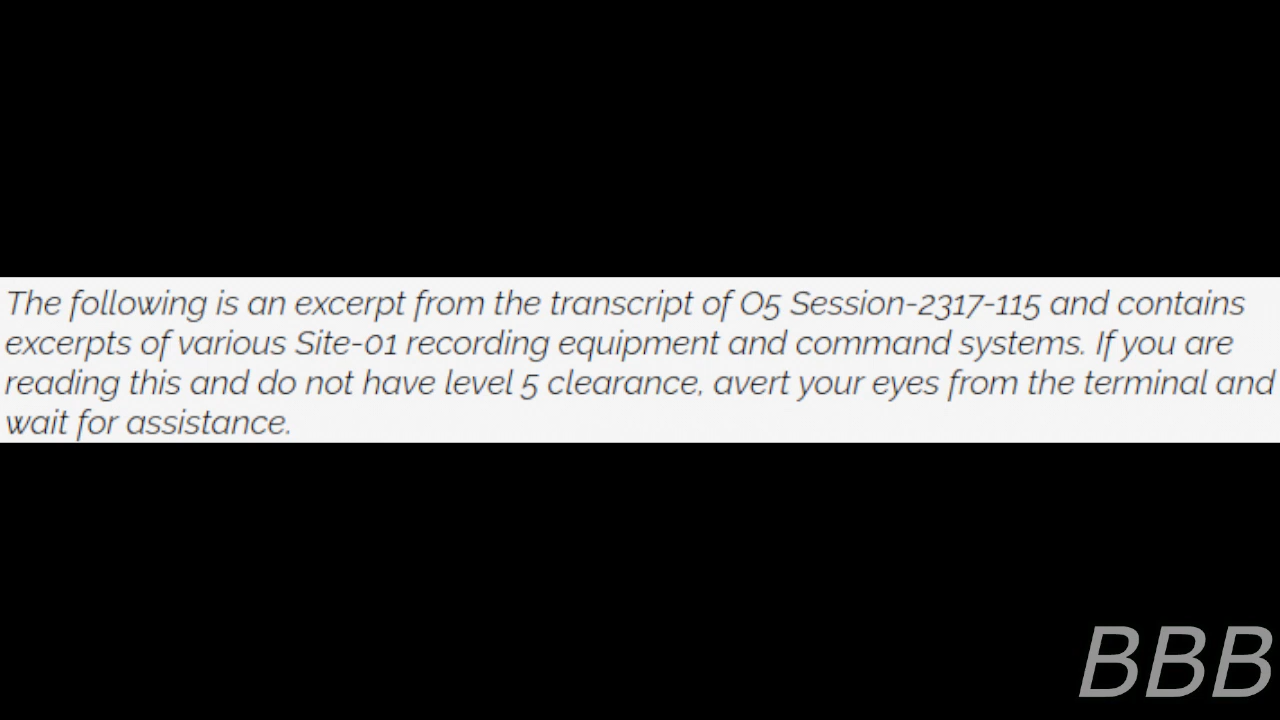 The following is an excerpt from the transcript of O5 Session-2317-115 and contains
excerpts of various Site-01 recording equipment and command systems. If you are
reading this and do not have level 5 clearance, avert your eyes from the terminal and
wait for assistance.
BBB